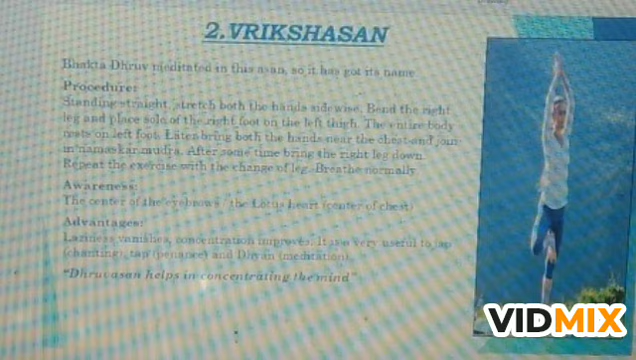 2. VRIKSHASAN
Bhakta Dhruv meditated in this asan, so it has got its name.
Procedure:
Standing straight, stretch both the hands sidewise. Bend the right
leg and place sole of the right foot on the left thigh. The entire body
rests on left foot. Later bring both the hands near the chest and join
in namaskar mudra. After some time bring the right leg down.
Repeat the exercise with the change of leg. Breathe normally
Awareness:
The center of the eyebrows / the Lotus heart (center of chest)
Advantages:
Laziness vanishes, concentration improves. It is a very useful to jap
(chanting), tap (penance) and Dhyan (meditation).
"Dhruvasan helps in concentrating the mind"
VIDMIX